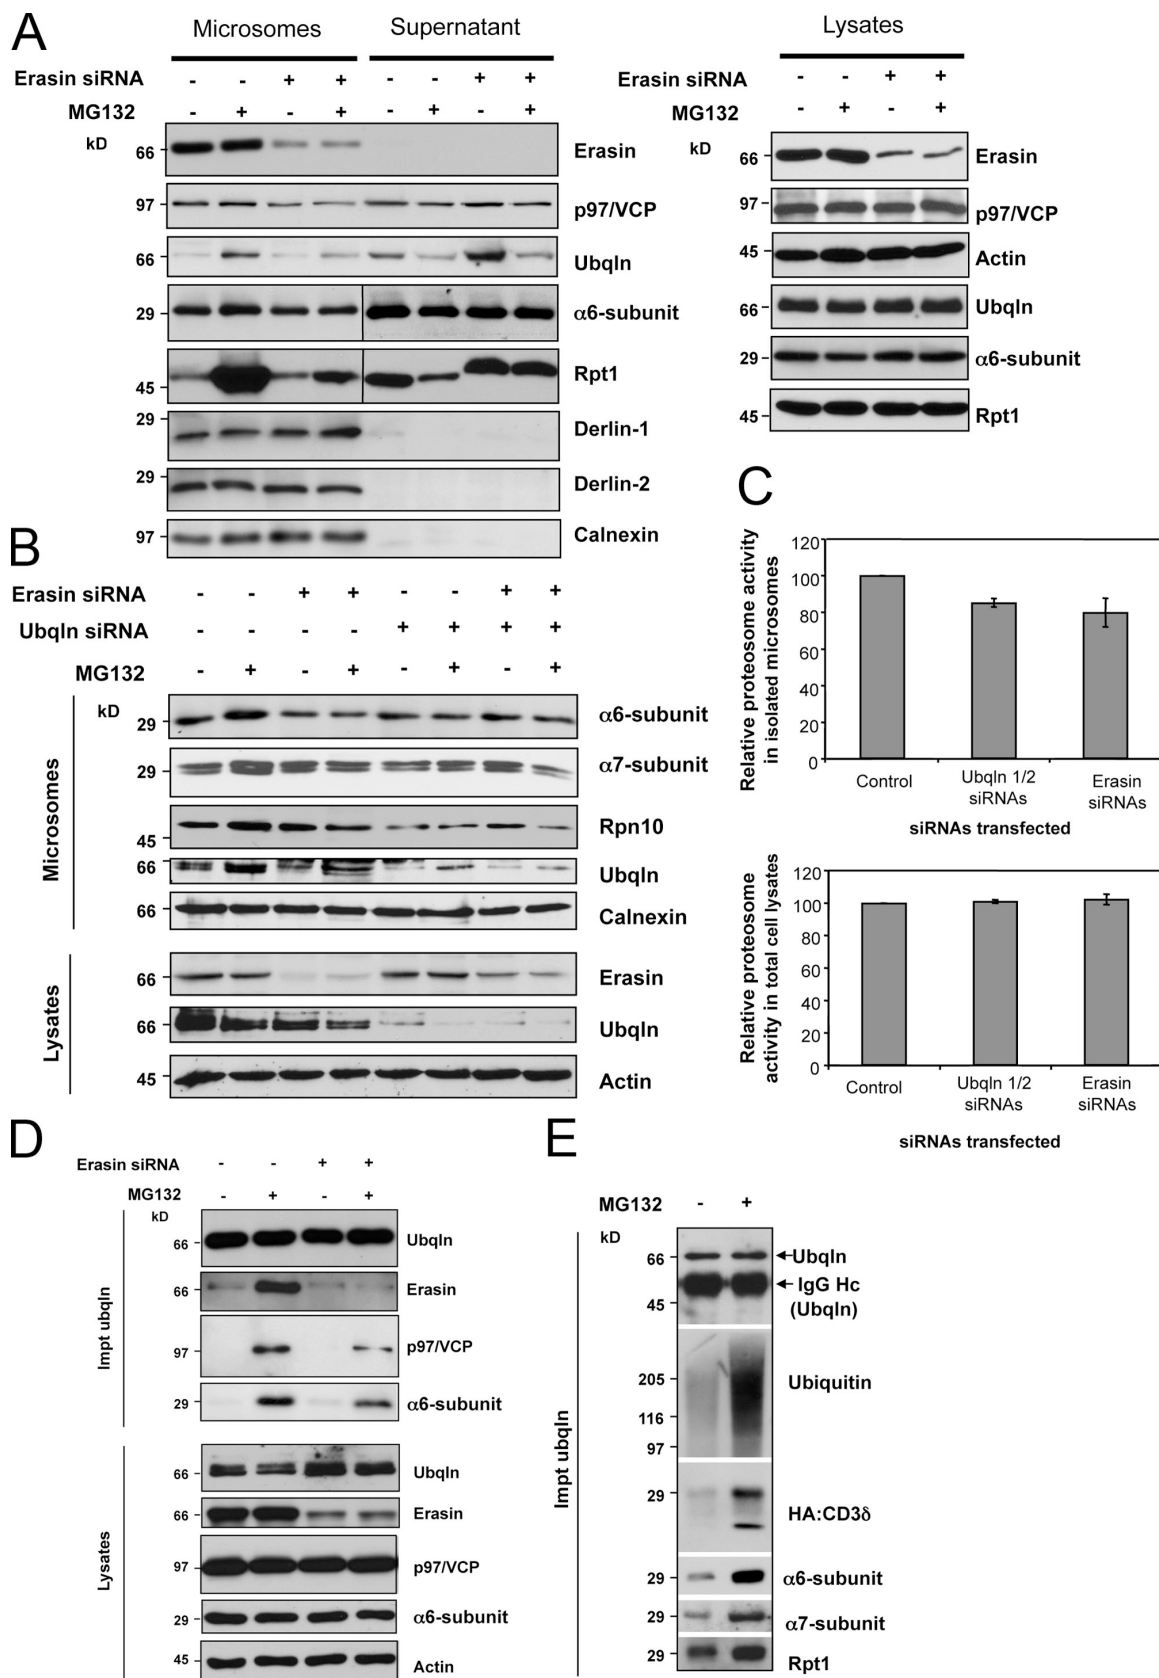 A
Microsomes Supernatant
Erasin siRNA - - + + - - + +
MG132 - + - + - + - +
kD
66 Erasin
97 p97/VCP
66 Ubqln
29 α6-subunit
45 Rpt1
29 Derlin-1
29 Derlin-2
97 Calnexin
Lysates
Erasin siRNA - - + +
MG132 - + - +
kD
66 Erasin
97 p97/VCP
45 Actin
66 Ubqln
29 α6-subunit
45 Rpt1
B
Erasin siRNA - - + + - - + +
Ubqln siRNA - - - - + + + +
MG132 - + - + - + - +
Microsomes
kD
29 α6-subunit
29 α7-subunit
45 Rpn10
66 Ubqln
66 Calnexin
Lysates
66 Erasin
66 Ubqln
45 Actin
C
Relative proteosome activity
in isolated microsomes
120
100
80
60
40
20
0
Control Ubqln 1/2 Erasin
siRNAs siRNAs
siRNAs transfected
Relative proteosome
activity in total cell lysates
120
100
80
60
40
20
0
Control Ubqln 1/2 Erasin
siRNAs siRNAs
siRNAs transfected
D
Erasin siRNA - - + +
MG132 - + - +
kD
Impt ubqln
66 Ubqln
66 Erasin
97 p97/VCP
29 α6-subunit
Lysates
66 Ubqln
66 Erasin
97 p97/VCP
29 α6-subunit
45 Actin
E
MG132 - +
kD
Impt ubqln
66 Ubqln
IgG Hc
45 (Ubqln)
205 Ubiquitin
116
97
29 HA:CD3δ
29 α6-subunit
29 α7-subunit
29 Rpt1